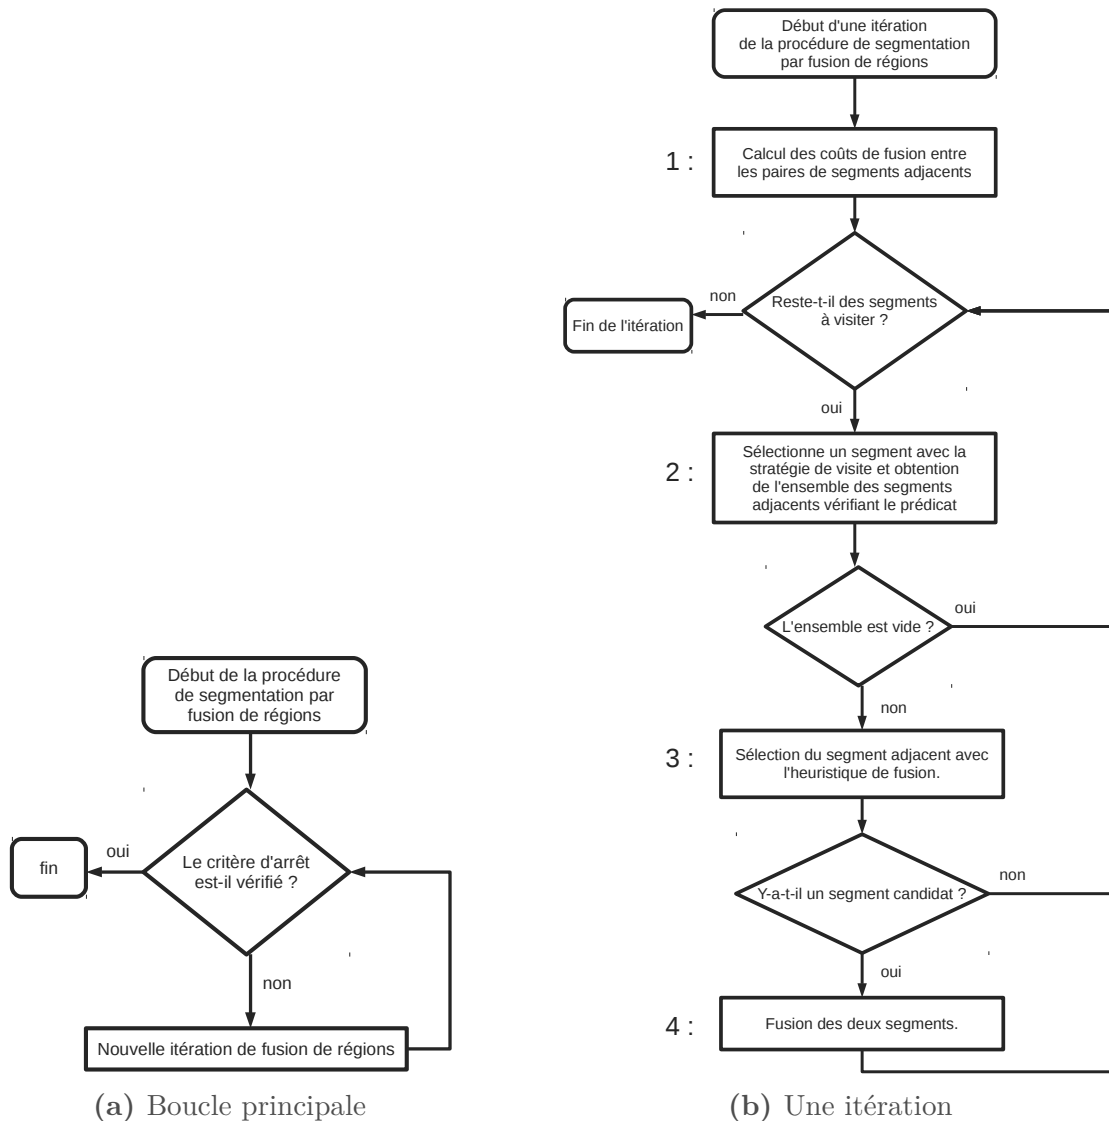 Début de la procédure
de segmentation par
fusion de régions
Le critère d'arrêt
est-il vérifié ?
oui
fin
non
Nouvelle itération de fusion de régions
(a) Boucle principale
Début d'une itération
de la procédure de segmentation
par fusion de régions
1 :
Calcul des coûts de fusion entre
les paires de segments adjacents
Reste-t-il des segments
à visiter ?
non
Fin de l'itération
oui
2 :
Sélectionne un segment avec la
stratégie de visite et obtention
de l'ensemble des segments
adjacents vérifiant le prédicat
L'ensemble est vide ?
oui
non
3 :
Sélection du segment adjacent avec
l'heuristique de fusion.
Y-a-t-il un segment candidat ?
non
oui
4 :
Fusion des deux segments.
(b) Une itération